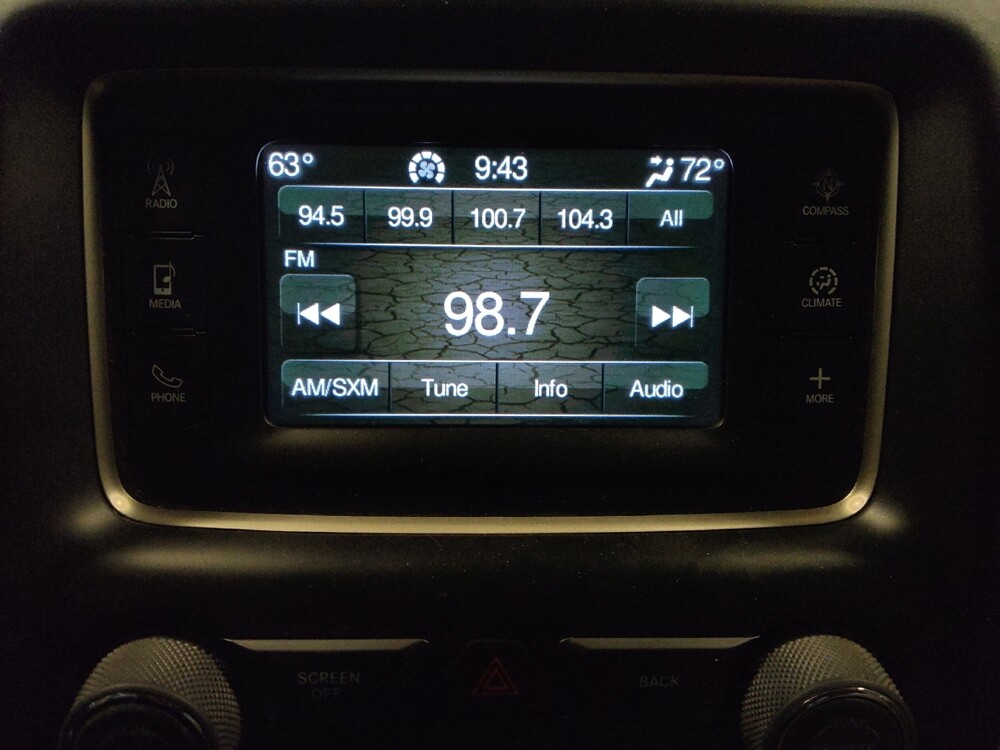 63° 9:43 72°
94.5 99.9 100.7 104.3 All
FM
98.7
AM/SXM Tune Info Audio
RADIO
MEDIA
PHONE
N
COMPASS
CLIMATE
MORE
SCREEN
OFF
BACK